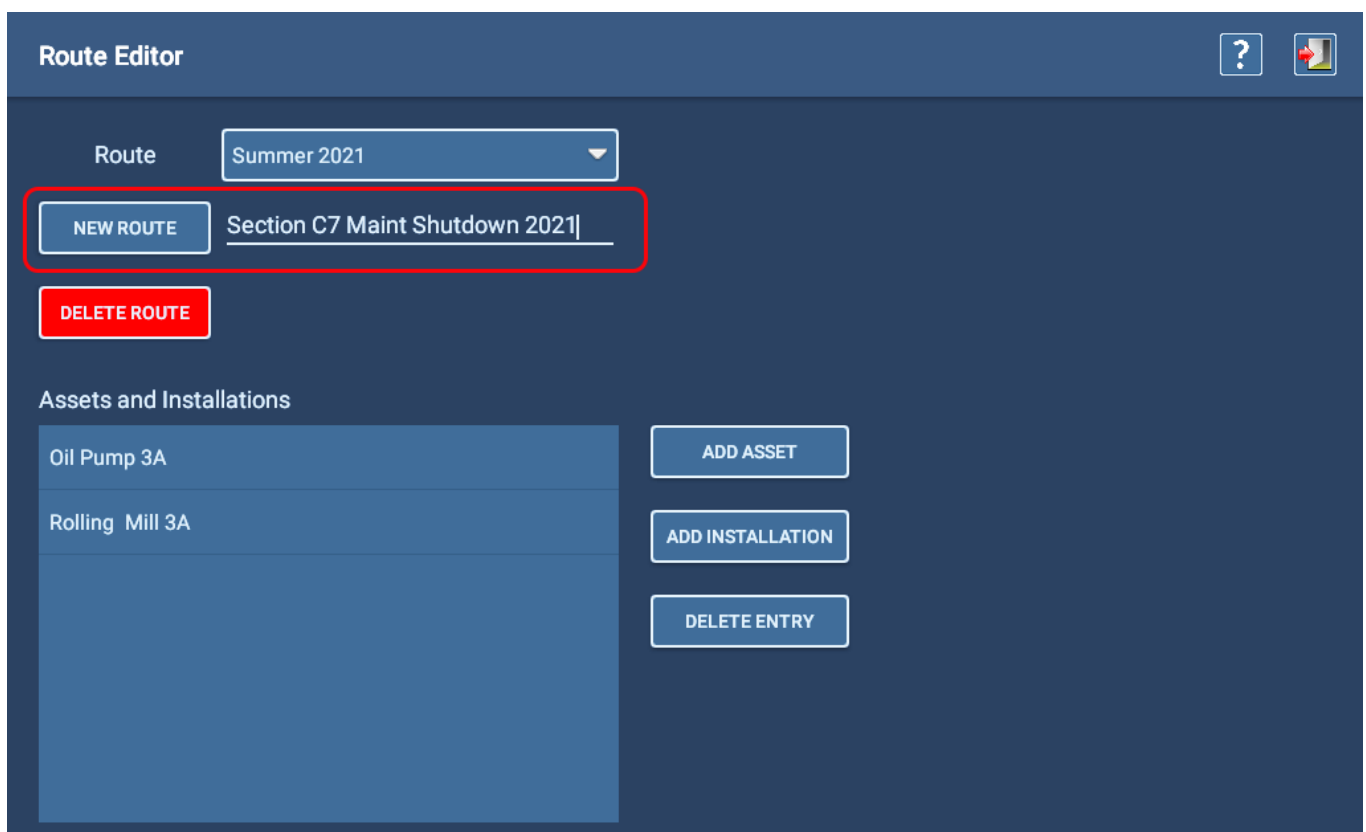 Route Editor
?
Route
Summer 2021
NEW ROUTE
Section C7 Maint Shutdown 2021
DELETE ROUTE
Assets and Installations
Oil Pump 3A
Rolling  Mill 3A
ADD ASSET
ADD INSTALLATION
DELETE ENTRY